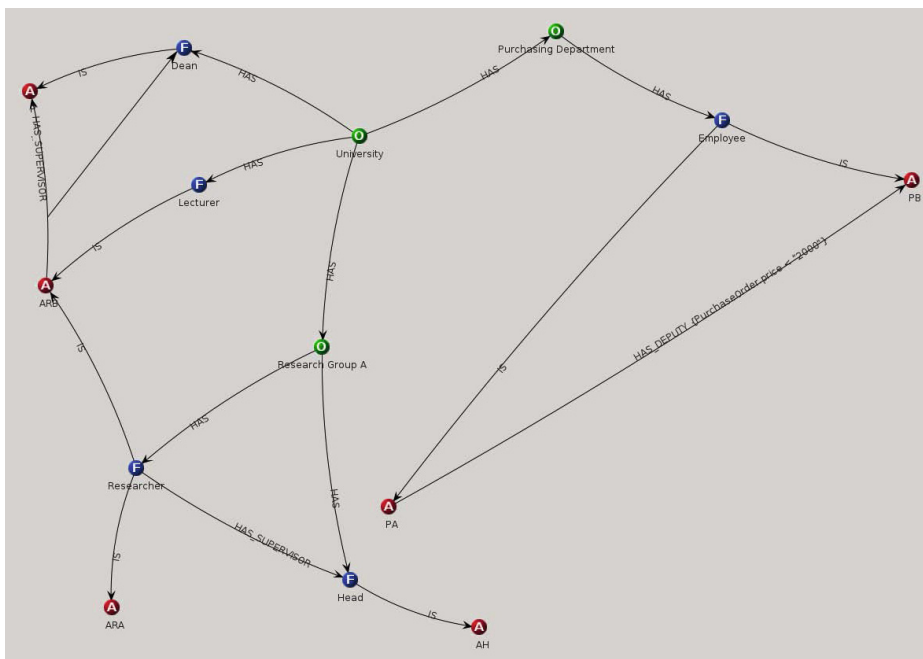 O
Purchasing Department
F
Dean
IS
HAS
HAS
A
HAS
HAS_SUPERVISOR
O
University
F
Employee
HAS
IS
F
Lecturer
A
PB
IS
HAS
HAS_DEPUTY {PurchaseOrder.price < "2000"}
A
ARB
IS
O
Research Group A
IS
HAS
F
Researcher
HAS
A
PA
HAS_SUPERVISOR
IS
F
Head
A
ARA
IS
A
AH